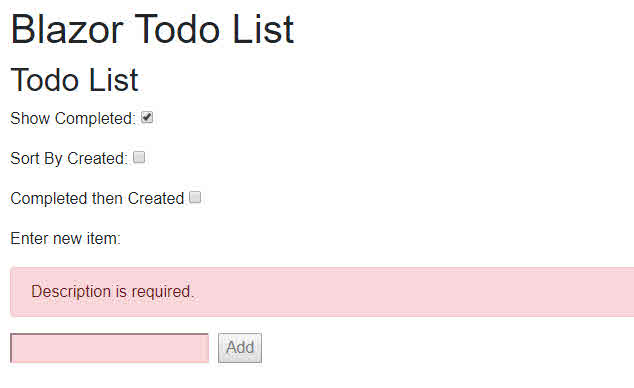 Blazor Todo List
Todo List
Show Completed:
Sort By Created:
Completed then Created
Enter new item:
Description is required.
Add